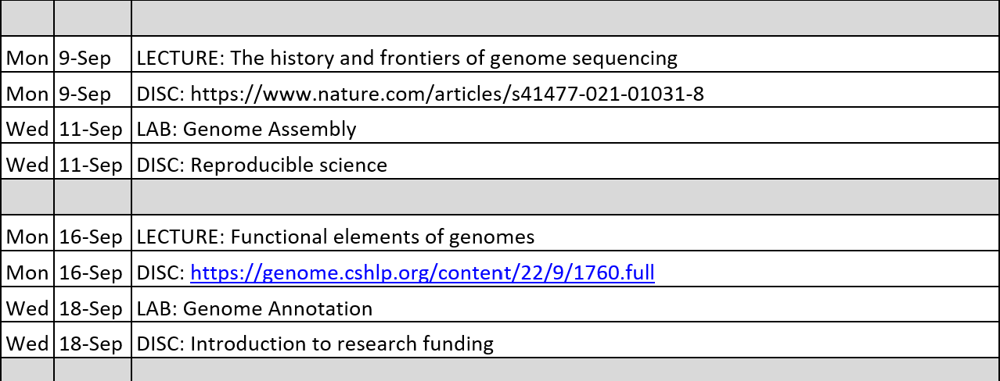 Mon 9-Sep LECTURE: The history and frontiers of genome sequencing
Mon 9-Sep DISC: https://www.nature.com/articles/s41477-021-01031-8
Wed 11-Sep LAB: Genome Assembly
Wed 11-Sep DISC: Reproducible science
Mon 16-Sep LECTURE: Functional elements of genomes
Mon 16-Sep DISC: https://genome.cshlp.org/content/22/9/1760.full
Wed 18-Sep LAB: Genome Annotation
Wed 18-Sep DISC: Introduction to research funding